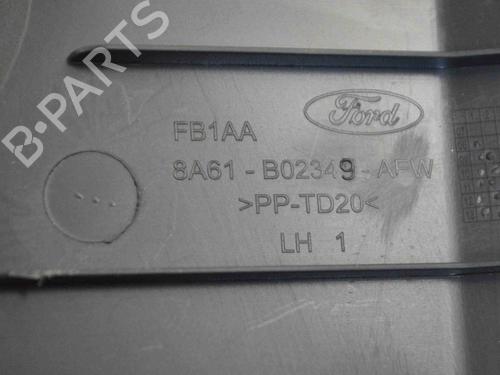 B-PARTS
Ford
FB1AA
8A61-B02349-AFW
>PP-TD20<
LH 1